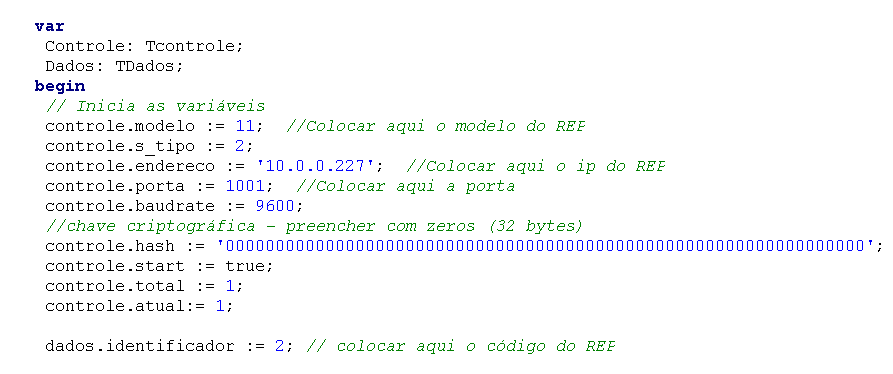 var
Controle: Tcontrole;
Dados: TDados;
begin
// Inicia as variáveis
controle.modelo := 11;  //Colocar aqui o modelo do REP
controle.s_tipo := 2;
controle.endereco := '10.0.0.227';  //Colocar aqui o ip do REP
controle.porta := 1001;  //Colocar aqui a porta
controle.baudrate := 9600;
//chave criptográfica – preencher com zeros (32 bytes)
controle.hash := '0000000000000000000000000000000000000000000000000000000000000000';
controle.start := true;
controle.total := 1;
controle.atual:= 1;
dados.identificador := 2; // colocar aqui o código do REP